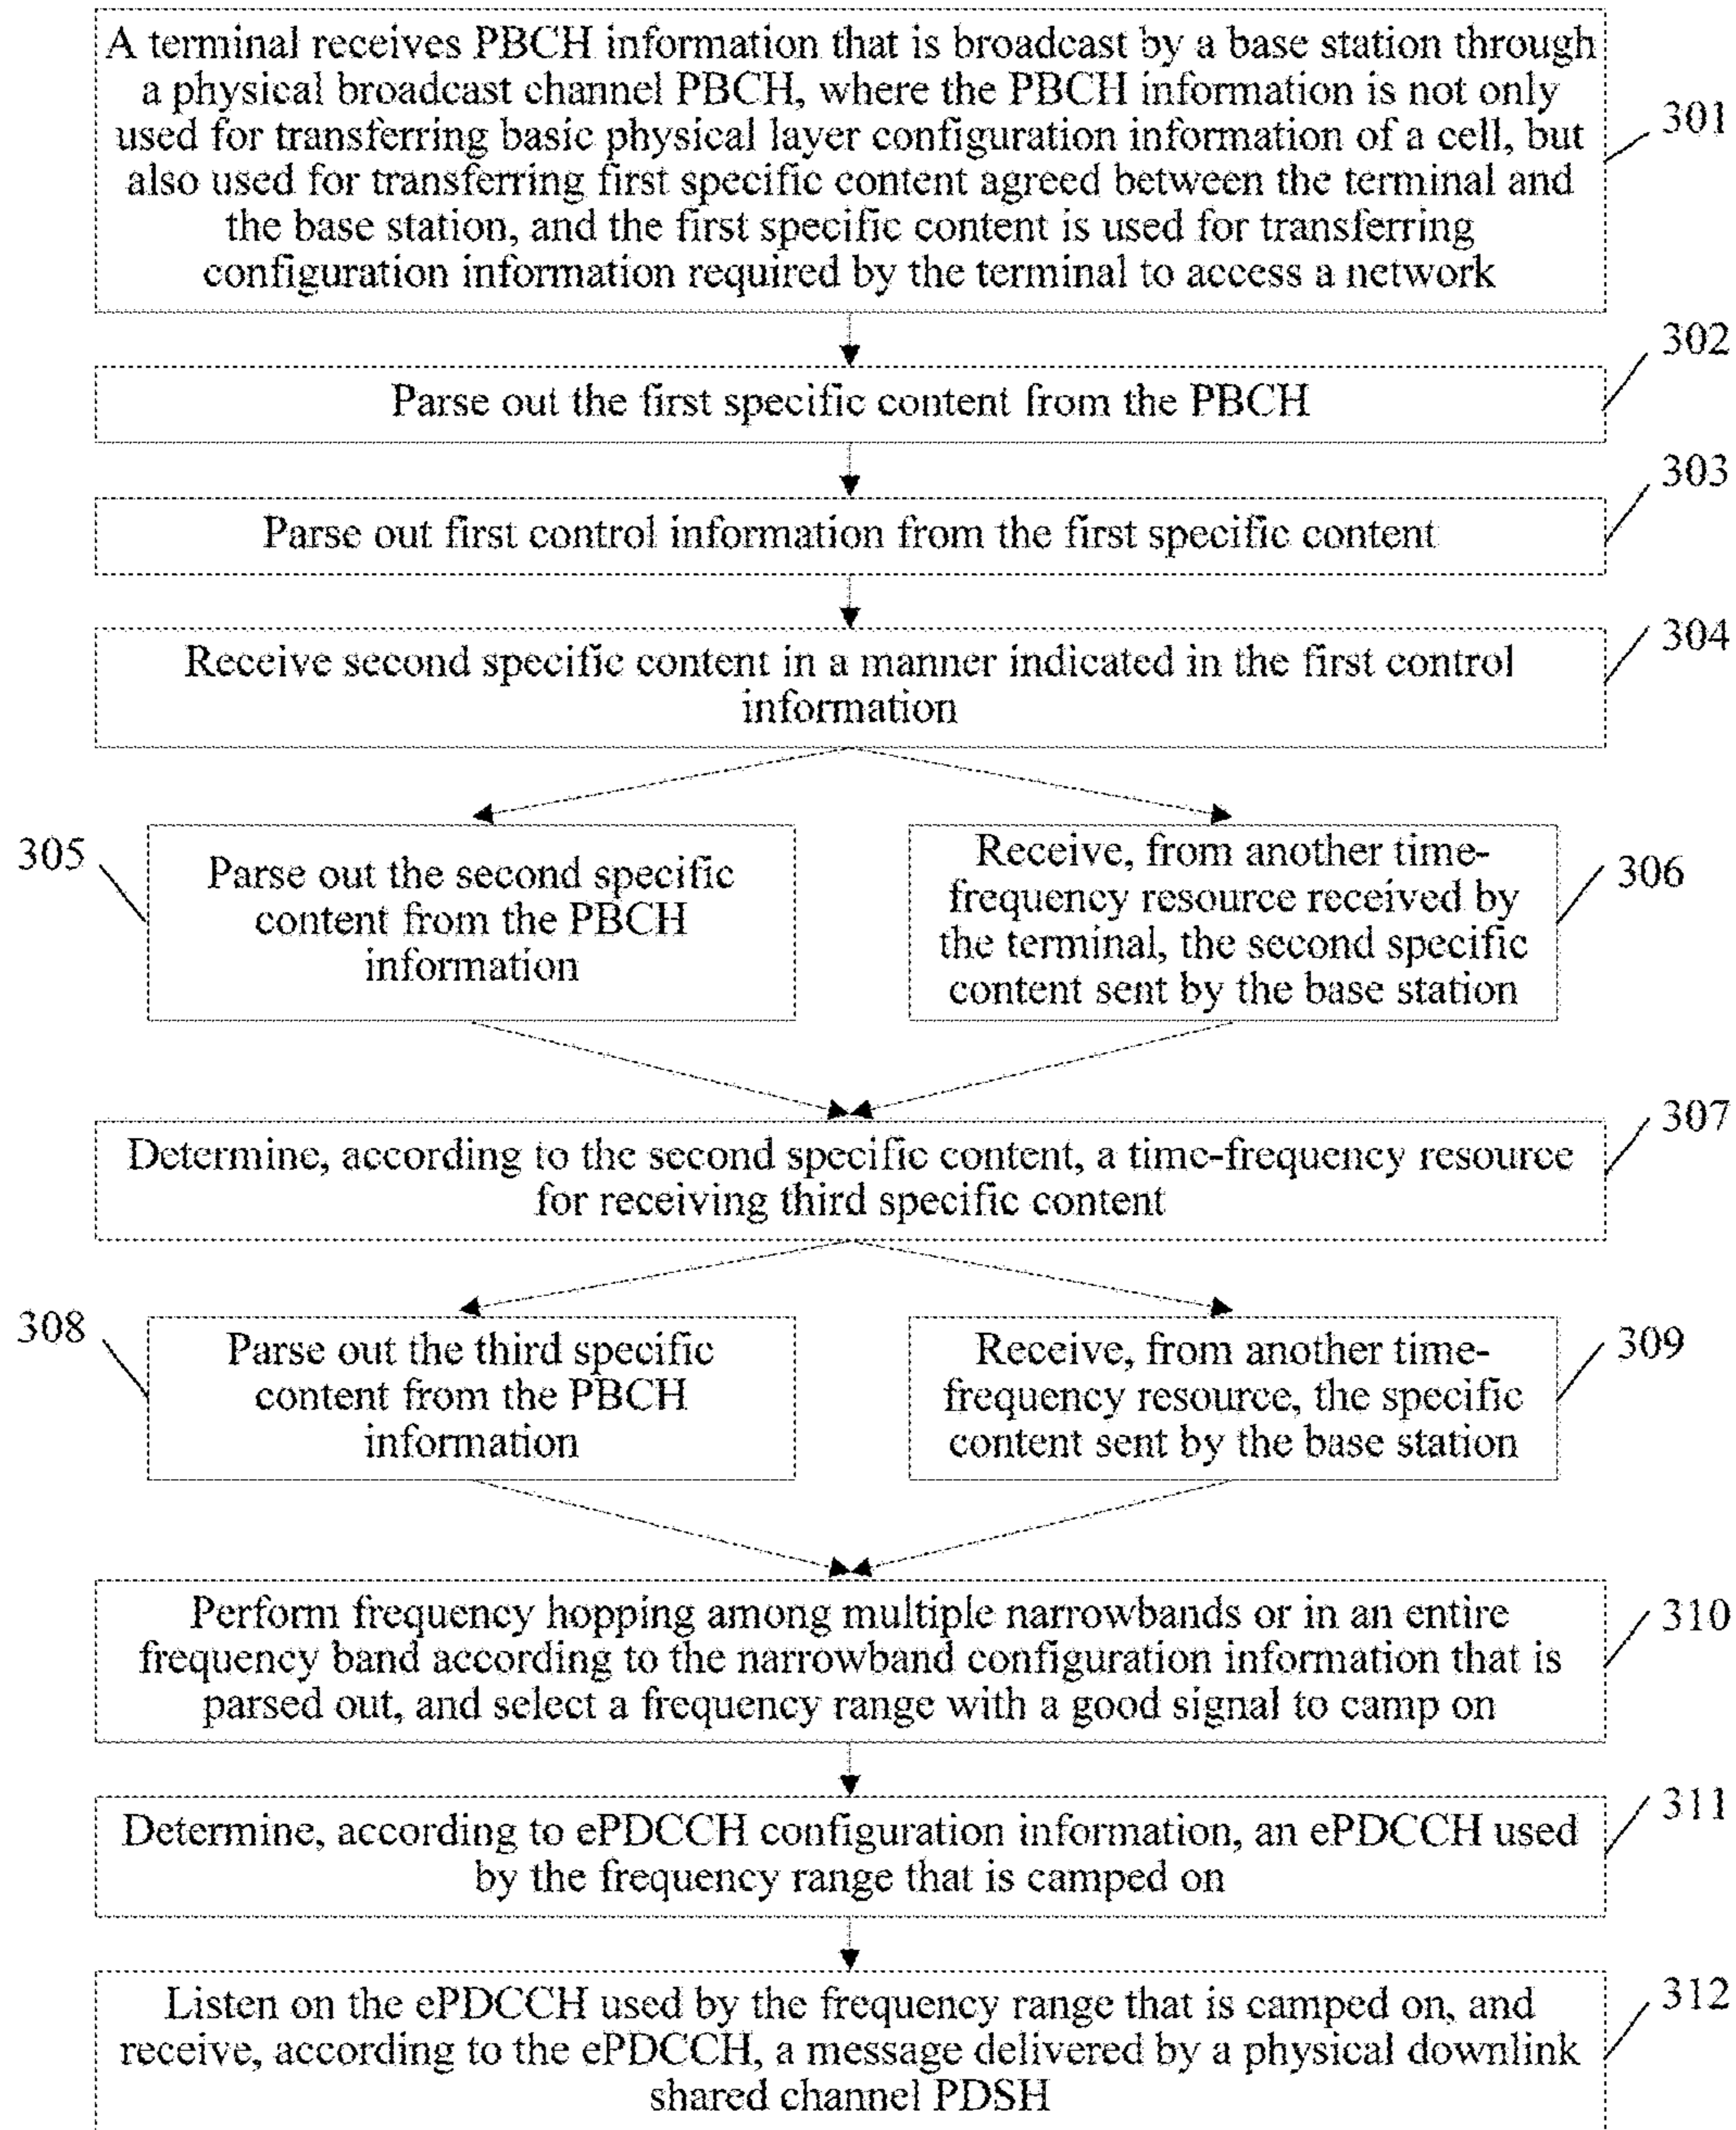 A terminal receives PBCH information that is broadcast by a base station through
a physical broadcast channel PBCH, where the PBCH information is not only
used for transferring basic physical layer configuration information of a cell, but
also used for transferring first specific content agreed between the terminal and
the base station, and the first specific content is used for transferring
configuration information required by the terminal to access a network
301
302
Parse out the first specific content from the PBCH
303
Parse out first control information from the first specific content
304
Receive second specific content in a manner indicated in the first control
information
305
Parse out the second specific
content from the PBCH
information
Receive, from another time-
frequency resource received by
the terminal, the second specific
content sent by the base station
306
307
Determine, according to the second specific content, a time-frequency resource
for receiving third specific content
308
Parse out the third specific
content from the PBCH
information
Receive, from another time-
frequency resource, the specific
content sent by the base station
309
Perform frequency hopping among multiple narrowbands or in an entire
frequency band according to the narrowband configuration information that is
parsed out, and select a frequency range with a good signal to camp on
310
Determine, according to ePDCCH configuration information, an ePDCCH used
by the frequency range that is camped on
311
Listen on the ePDCCH used by the frequency range that is camped on, and
receive, according to the ePDCCH, a message delivered by a physical downlink
shared channel PDSH
312